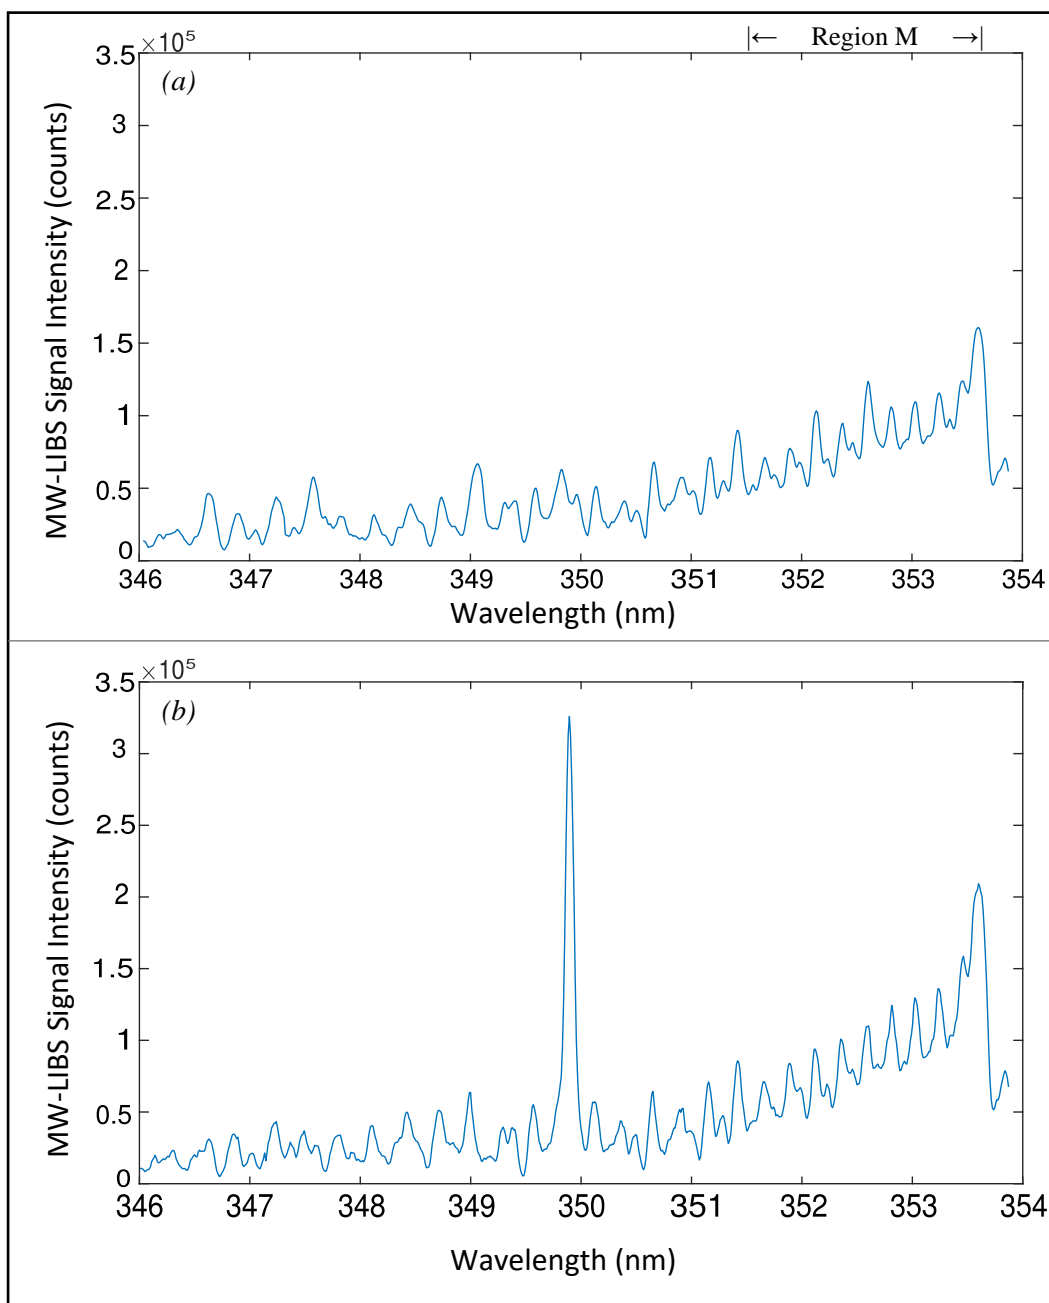 |← Region M →|
×10⁵
(a)
3.5
3
2.5
2
1.5
1
0.5
0
MW-LIBS Signal Intensity (counts)
346 347 348 349 350 351 352 353 354
Wavelength (nm)
×10⁵
(b)
3.5
3
2.5
2
1.5
1
0.5
0
MW-LIBS Signal Intensity (counts)
346 347 348 349 350 351 352 353 354
Wavelength (nm)